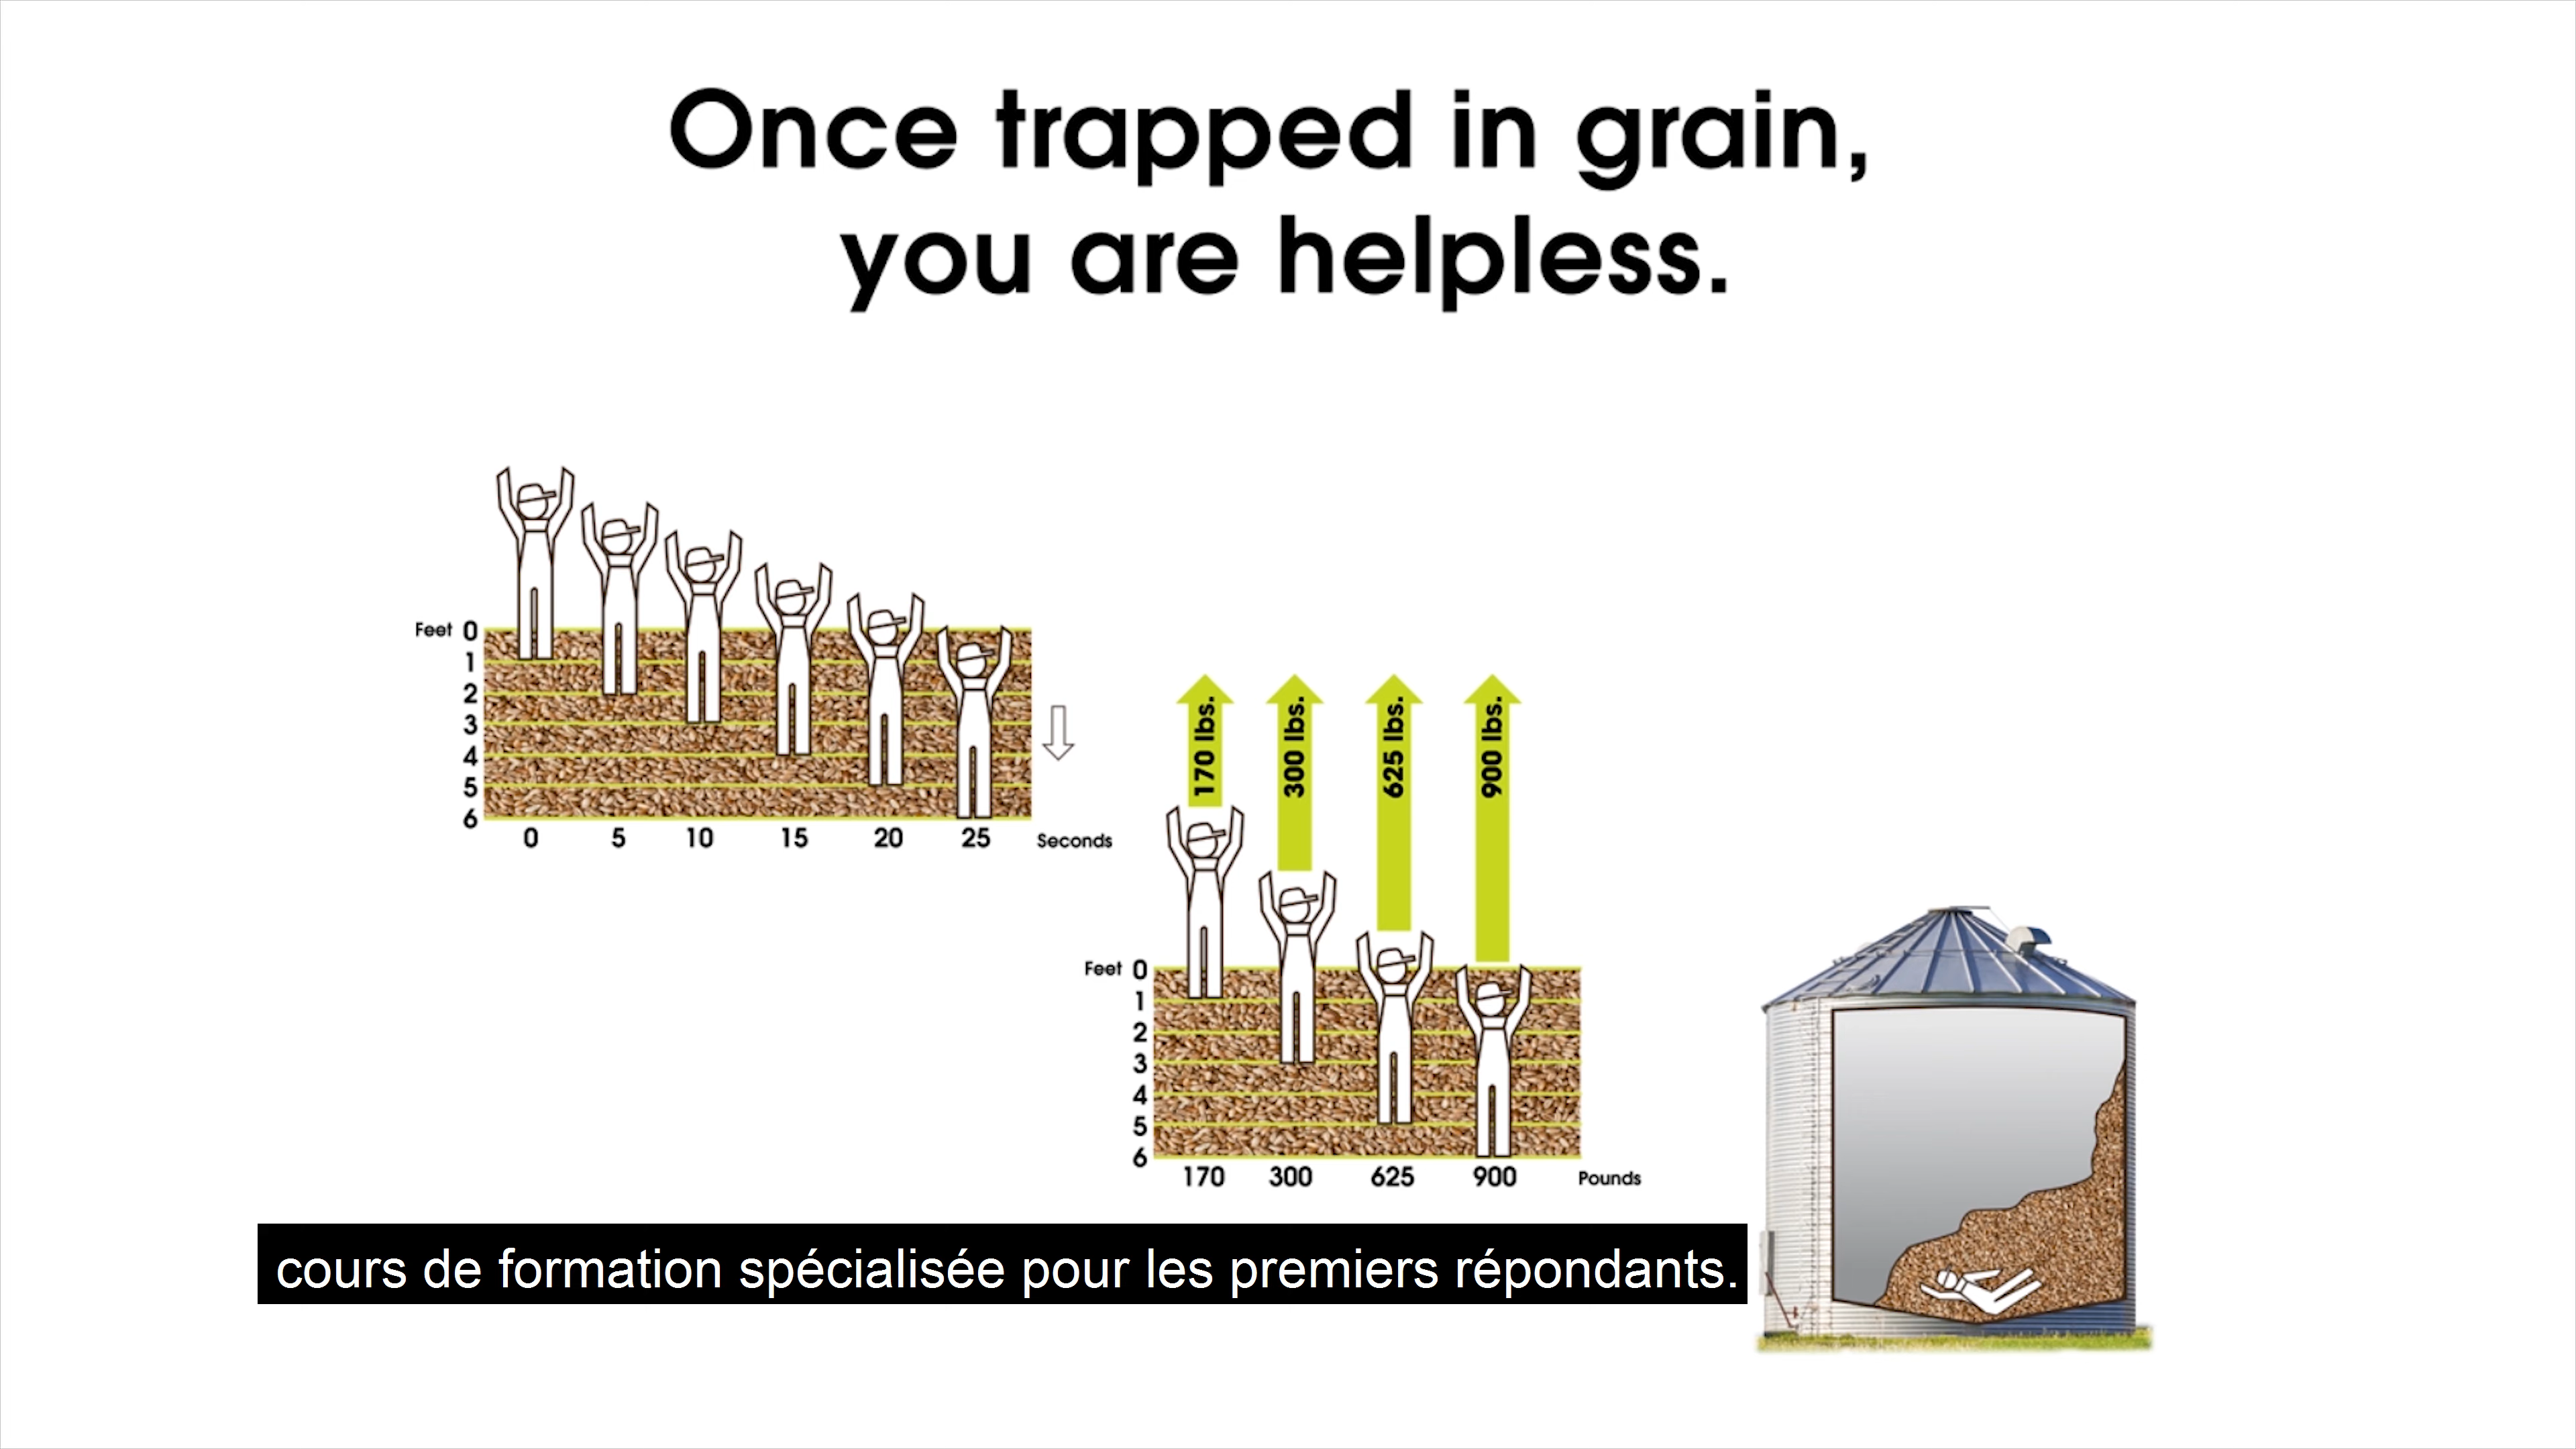 Once trapped in grain,
you are helpless.
Feet 0
1
2
3
4
5
6
0 5 10 15 20 25 Seconds
170 lbs. 300 lbs. 625 lbs. 900 lbs.
Feet 0
1
2
3
4
5
6
170 300 625 900 Pounds
cours de formation spécialisée pour les premiers répondants.